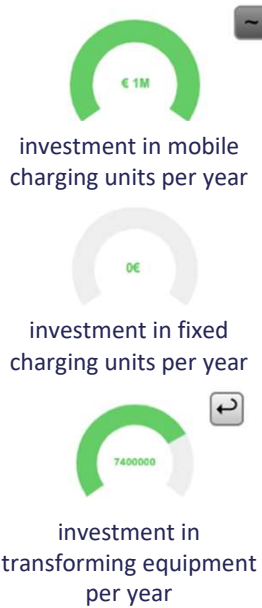 ~
€ 1M
investment in mobile
charging units per year
0€
investment in fixed
charging units per year
7400000
investment in
transforming equipment
per year